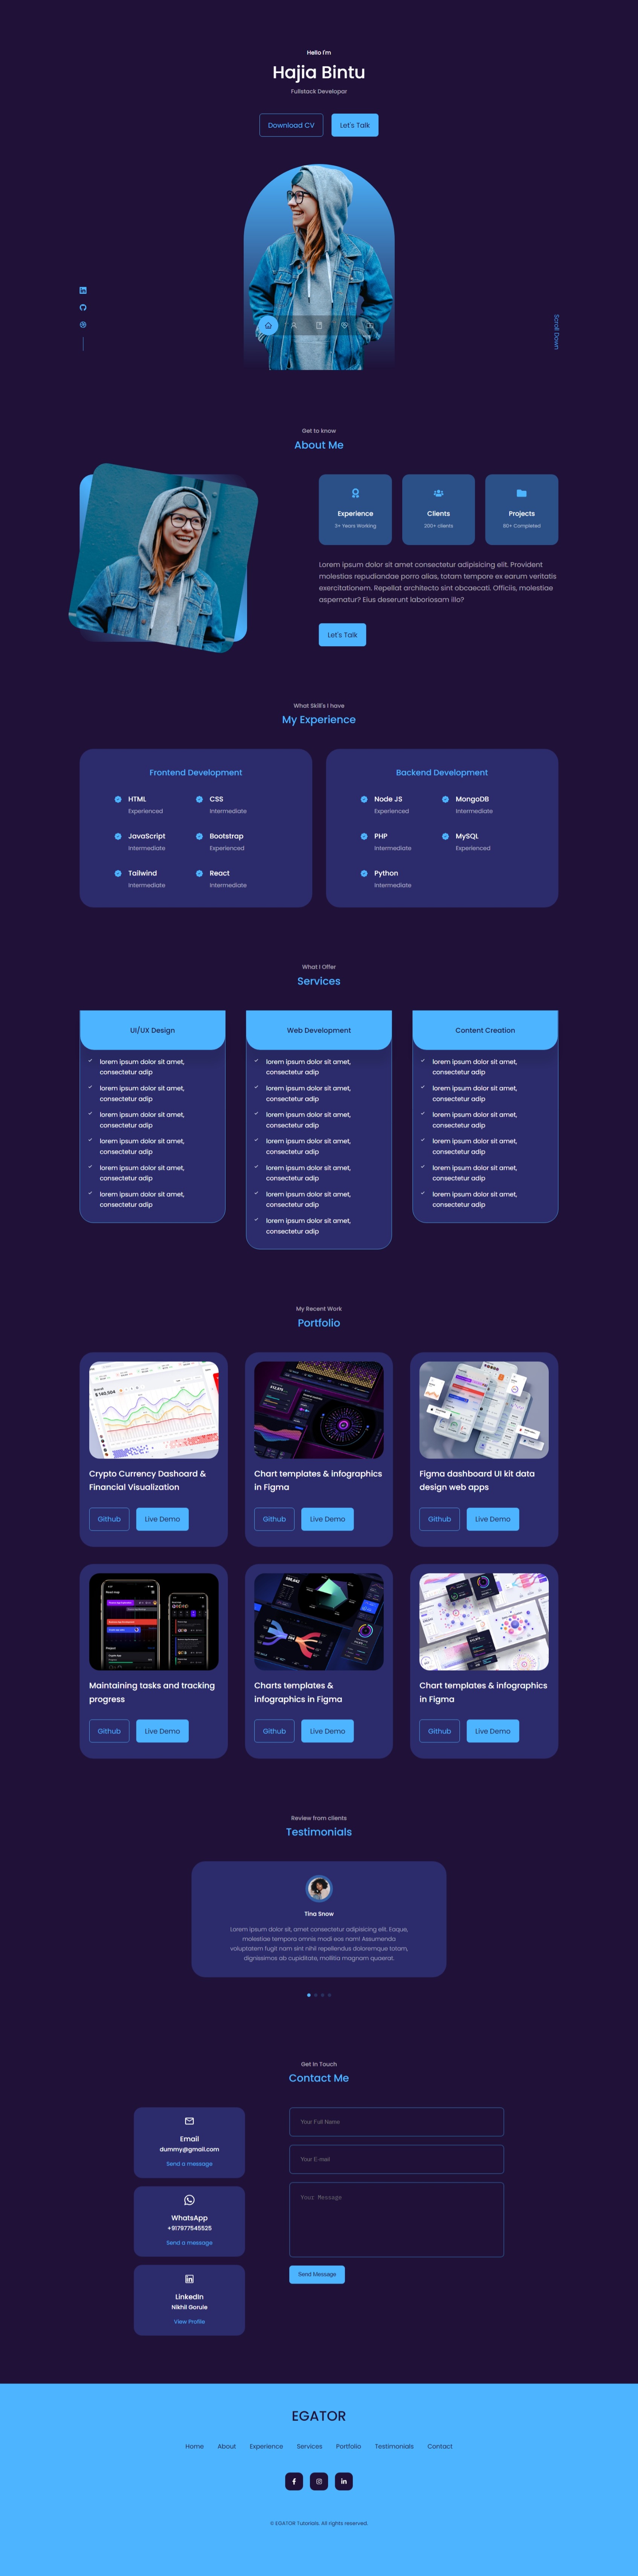 Hello I'm
Hajia Bintu
Fullstack Developor
Download CV
Let's Talk
Scroll Down
Get to know
About Me
Experience
3+ Years Working
Clients
200+ clients
Projects
80+ Completed
Lorem ipsum dolor sit amet consectetur adipisicing elit. Provident
molestias repudiandae porro alias, totam tempore ex earum veritatis
exercitationem. Repellat architecto sint obcaecati. Officiis, molestiae
aspernatur? Eius deserunt laboriosam illo?
Let's Talk
What Skill's I have
My Experience
Frontend Development
HTML
Experienced
CSS
Intermediate
JavaScript
Intermediate
Bootstrap
Experienced
Tailwind
Intermediate
React
Intermediate
Backend Development
Node JS
Experienced
MongoDB
Intermediate
PHP
Intermediate
MySQL
Experienced
Python
Intermediate
What I Offer
Services
UI/UX Design
lorem ipsum dolor sit amet,
consectetur adip
lorem ipsum dolor sit amet,
consectetur adip
lorem ipsum dolor sit amet,
consectetur adip
lorem ipsum dolor sit amet,
consectetur adip
lorem ipsum dolor sit amet,
consectetur adip
lorem ipsum dolor sit amet,
consectetur adip
Web Development
lorem ipsum dolor sit amet,
consectetur adip
lorem ipsum dolor sit amet,
consectetur adip
lorem ipsum dolor sit amet,
consectetur adip
lorem ipsum dolor sit amet,
consectetur adip
lorem ipsum dolor sit amet,
consectetur adip
lorem ipsum dolor sit amet,
consectetur adip
lorem ipsum dolor sit amet,
consectetur adip
Content Creation
lorem ipsum dolor sit amet,
consectetur adip
lorem ipsum dolor sit amet,
consectetur adip
lorem ipsum dolor sit amet,
consectetur adip
lorem ipsum dolor sit amet,
consectetur adip
lorem ipsum dolor sit amet,
consectetur adip
lorem ipsum dolor sit amet,
consectetur adip
My Recent Work
Portfolio
Crypto Currency Dashoard &
Financial Visualization
Github
Live Demo
Chart templates & infographics
in Figma
Github
Live Demo
Figma dashboard UI kit data
design web apps
Github
Live Demo
Maintaining tasks and tracking
progress
Github
Live Demo
Charts templates &
infographics in Figma
Github
Live Demo
Chart templates & infographics
in Figma
Github
Live Demo
Review from clients
Testimonials
Tina Snow
Lorem ipsum dolor sit, amet consectetur adipisicing elit. Eaque,
molestiae tempora omnis modi eos nam! Assumenda
voluptatem fugit nam sint nihil repellendus doloremque totam,
dignissimos ab cupiditate, mollitia magnam quaerat.
Get In Touch
Contact Me
Email
dummy@gmail.com
Send a message
WhatsApp
+917977545525
Send a message
Linkedin
Nikhil Gorule
View Profile
Your Full Name
Your E-mail
Your Message
Send Message
EGATOR
Home
About
Experience
Services
Portfolio
Testimonials
Contact
© EGATOR Tutorials. All rights reserved.